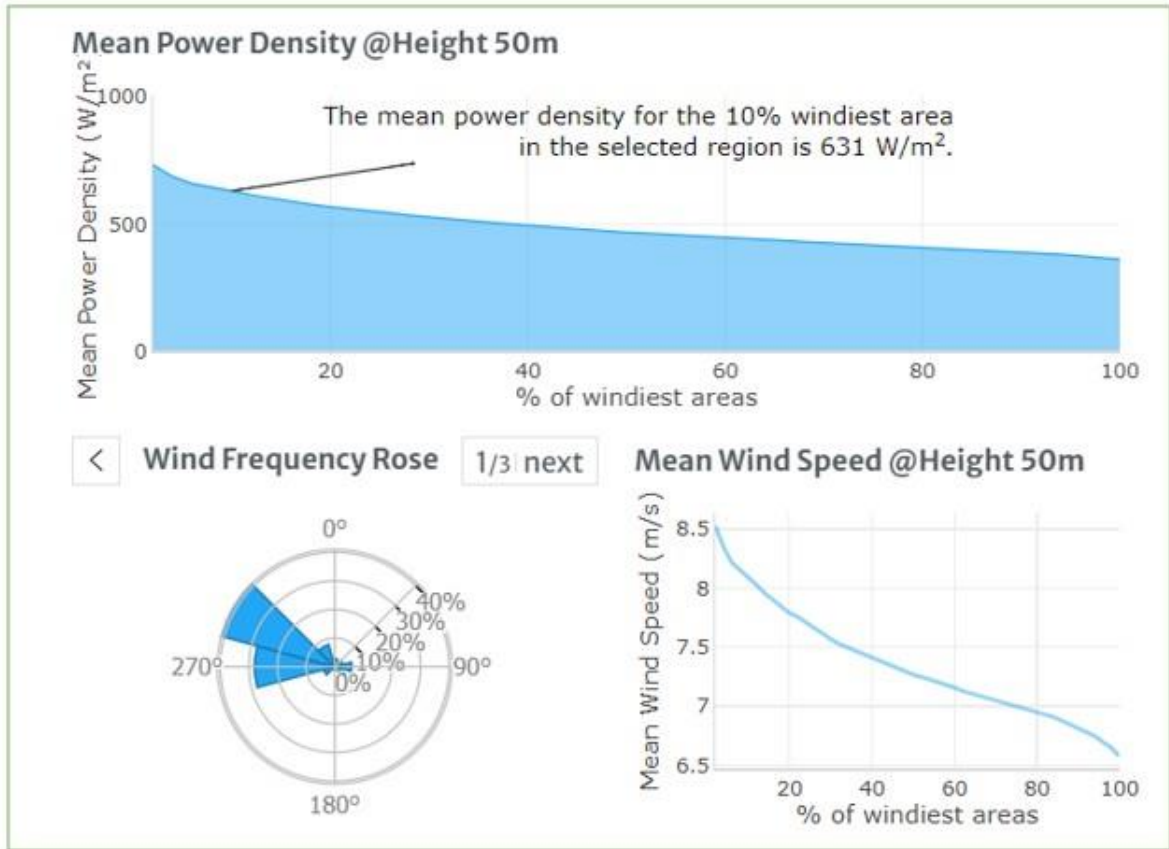 Mean Power Density @Height 50m
Mean Power Density (W/m²)
1000
500
0
The mean power density for the 10% windiest area
in the selected region is 631 W/m².
20 40 60 80 100
% of windiest areas
< Wind Frequency Rose 1/3 next
0°
40%
30%
20%
10%
0%
270°
90°
180°
Mean Wind Speed @Height 50m
Mean Wind Speed (m/s)
8.5
8
7.5
7
6.5
20 40 60 80 100
% of windiest areas